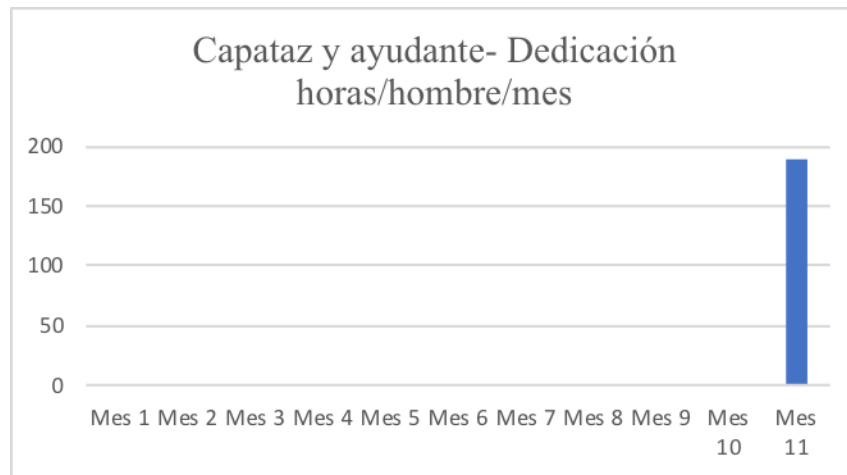 Capataz y ayudante- Dedicación
horas/hombre/mes
200
150
100
50
0
Mes 1 Mes 2 Mes 3 Mes 4 Mes 5 Mes 6 Mes 7 Mes 8 Mes 9 Mes Mes
10 11